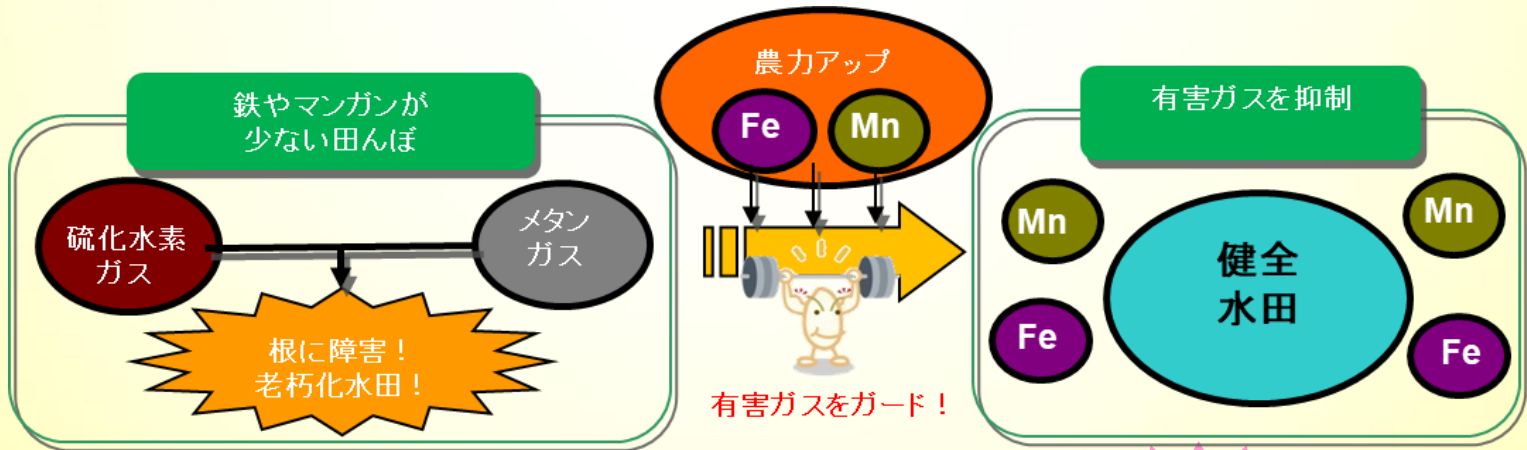 鉄やマンガンが
少ない田んぼ
硫化水素
ガス
メタン
ガス
根に障害！
老朽化水田！
農力アップ
Fe
Mn
有害ガスをガード！
有害ガスを抑制
Mn
Mn
健全
水田
Fe
Fe